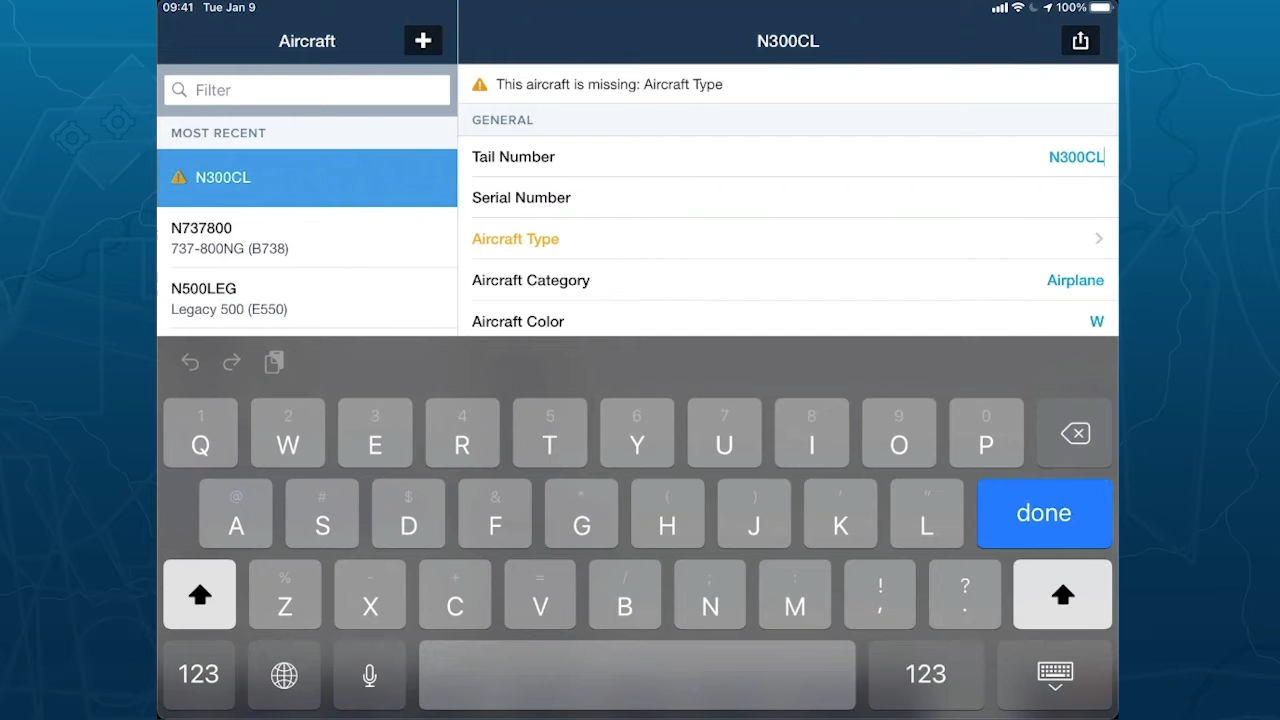 09:41 Tue Jan 9
100%
Aircraft
+
N300CL
Filter
This aircraft is missing: Aircraft Type
MOST RECENT
GENERAL
N300CL
Tail Number N300CL
Serial Number
N737800
737-800NG (B738)
Aircraft Type
N500LEG
Legacy 500 (E550)
Aircraft Category Airplane
Aircraft Color W
1 2 3 4 5 6 7 8 9 0
Q W E R T Y U I O P
@ # $ & * ( ) ' "
A S D F G H J K L done
% - + = / ; : ! ?
Z X C V B N M , .
123 123